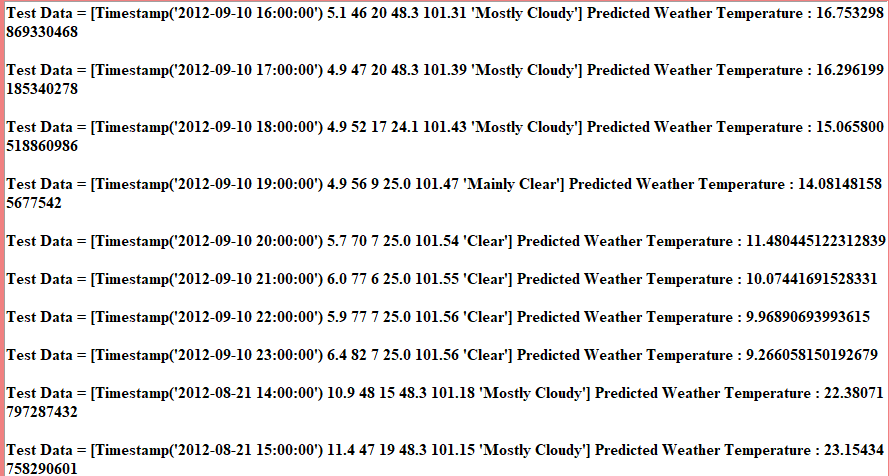 Test Data = [Timestamp('2012-09-10 16:00:00') 5.1 46 20 48.3 101.31 'Mostly Cloudy'] Predicted Weather Temperature : 16.753298
869330468
Test Data = [Timestamp('2012-09-10 17:00:00') 4.9 47 20 48.3 101.39 'Mostly Cloudy'] Predicted Weather Temperature : 16.296199
185340278
Test Data = [Timestamp('2012-09-10 18:00:00') 4.9 52 17 24.1 101.43 'Mostly Cloudy'] Predicted Weather Temperature : 15.065800
518860986
Test Data = [Timestamp('2012-09-10 19:00:00') 4.9 56 9 25.0 101.47 'Mainly Clear'] Predicted Weather Temperature : 14.08148158
5677542
Test Data = [Timestamp('2012-09-10 20:00:00') 5.7 70 7 25.0 101.54 'Clear'] Predicted Weather Temperature : 11.480445122312839
Test Data = [Timestamp('2012-09-10 21:00:00') 6.0 77 6 25.0 101.55 'Clear'] Predicted Weather Temperature : 10.07441691528331
Test Data = [Timestamp('2012-09-10 22:00:00') 5.9 77 7 25.0 101.56 'Clear'] Predicted Weather Temperature : 9.96890693993615
Test Data = [Timestamp('2012-09-10 23:00:00') 6.4 82 7 25.0 101.56 'Clear'] Predicted Weather Temperature : 9.266058150192679
Test Data = [Timestamp('2012-08-21 14:00:00') 10.9 48 15 48.3 101.18 'Mostly Cloudy'] Predicted Weather Temperature : 22.38071
797287432
Test Data = [Timestamp('2012-08-21 15:00:00') 11.4 47 19 48.3 101.15 'Mostly Cloudy'] Predicted Weather Temperature : 23.15434
758290601